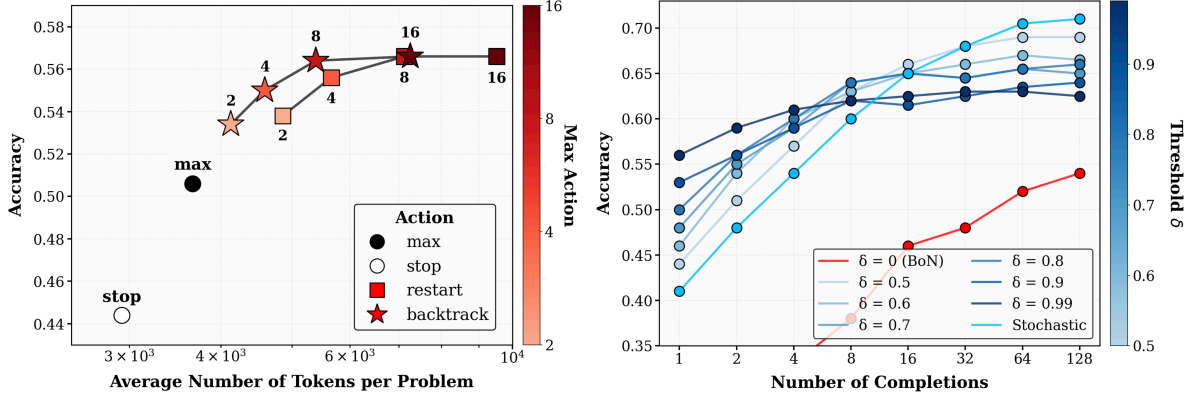 0.58
0.56
0.54
0.52
0.50
0.48
0.46
0.44
Accuracy
2
4
8
16
2
4
8
16
max
stop
Action
max
stop
restart
backtrack
3 × 10³
4 × 10³
6 × 10³
10⁴
Average Number of Tokens per Problem
16
8
4
2
Max Action
0.70
0.65
0.60
0.55
0.50
0.45
0.40
0.35
Accuracy
δ = 0 (BoN)
δ = 0.5
δ = 0.6
δ = 0.7
δ = 0.8
δ = 0.9
δ = 0.99
Stochastic
1
2
4
8
16
32
64
128
Number of Completions
0.9
0.8
0.7
0.6
0.5
Threshold δ